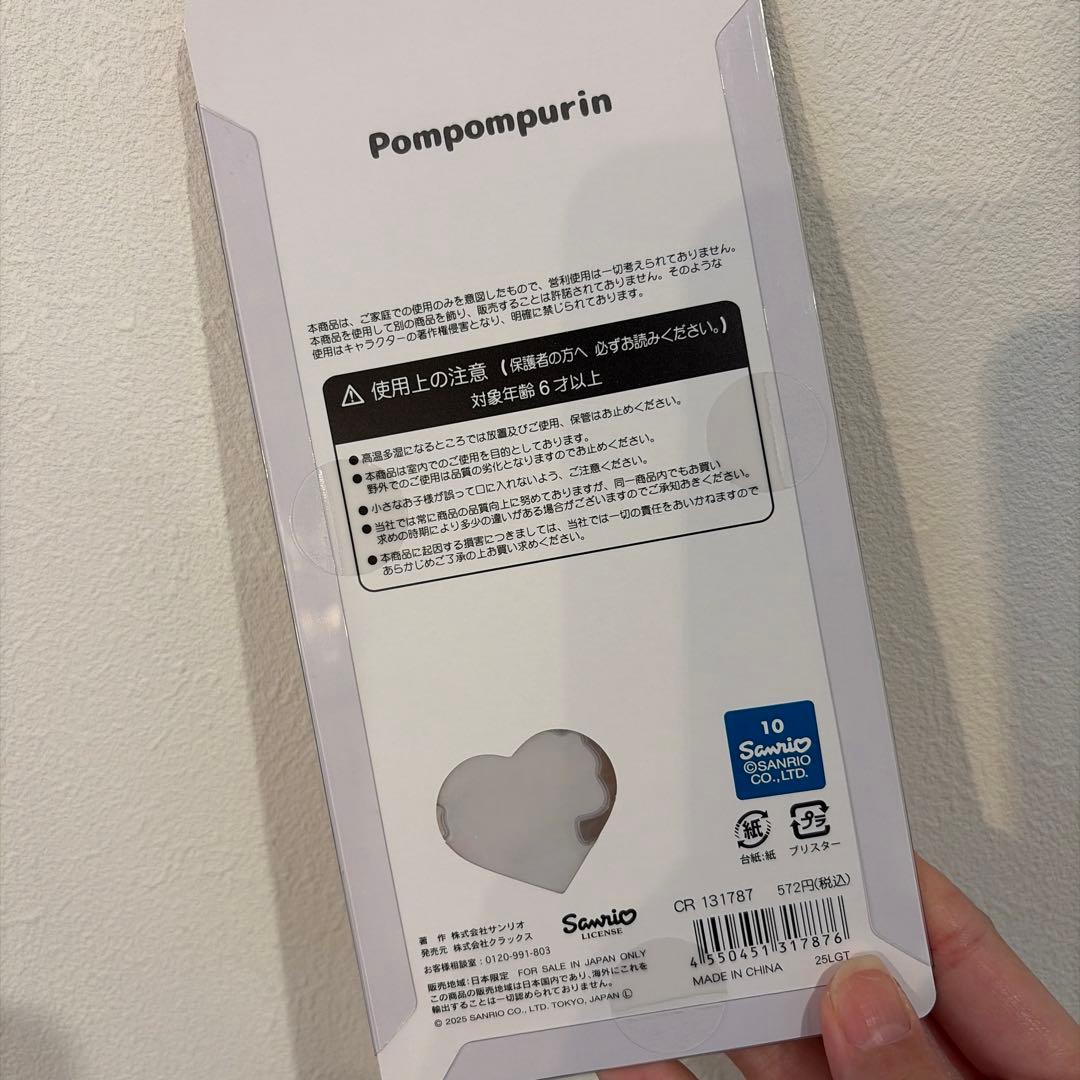 Pompompurin
本商品は、ご家庭での使用のみを意図したもので、営利使用は一切考えられておりません。
本商品を使用して別の商品を飾り、販売することは許諾されておりません。そのような
使用はキャラクターの著作権侵害となり、明確に禁じられております。
使用上の注意 (保護者の方へ 必ずお読みください。)
対象年齢6才以上
●高温多湿になるところでは放置及びご使用、保管はお止めください。
●本商品は室内でのご使用を目的としております。
野外でのご使用は品質の劣化となりますのでお止めください。
●小さなお子様が誤って口に入れないよう、ご注意ください。
●当社では常に商品の品質向上に努めておりますが、同一商品内でもお買い
求めの時期により多少の違いがある場合がございますのでご承知おきください。
●本商品に起因する損害につきましては、当社では一切の責任をおいかねますので
あらかじめご了承の上お買い求めください。
10
Sanrio
©SANRIO
CO.,LTD.
紙
台紙:紙
プラ
ブリスター
CR 131787 572円(税込)
4 550451 317876
MADE IN CHINA 25LGT
著 作 株式会社サンリオ
発売元 株式会社クラックス
お客様相談室:0120-991-803
Sanrio
LICENSE
販売地域:日本限定 FOR SALE IN JAPAN ONLY
この商品の販売地域は日本国内であり、海外にこれを
輸出することは一切認められておりません。
© 2025 SANRIO CO., LTD. TOKYO, JAPAN Ⓛ